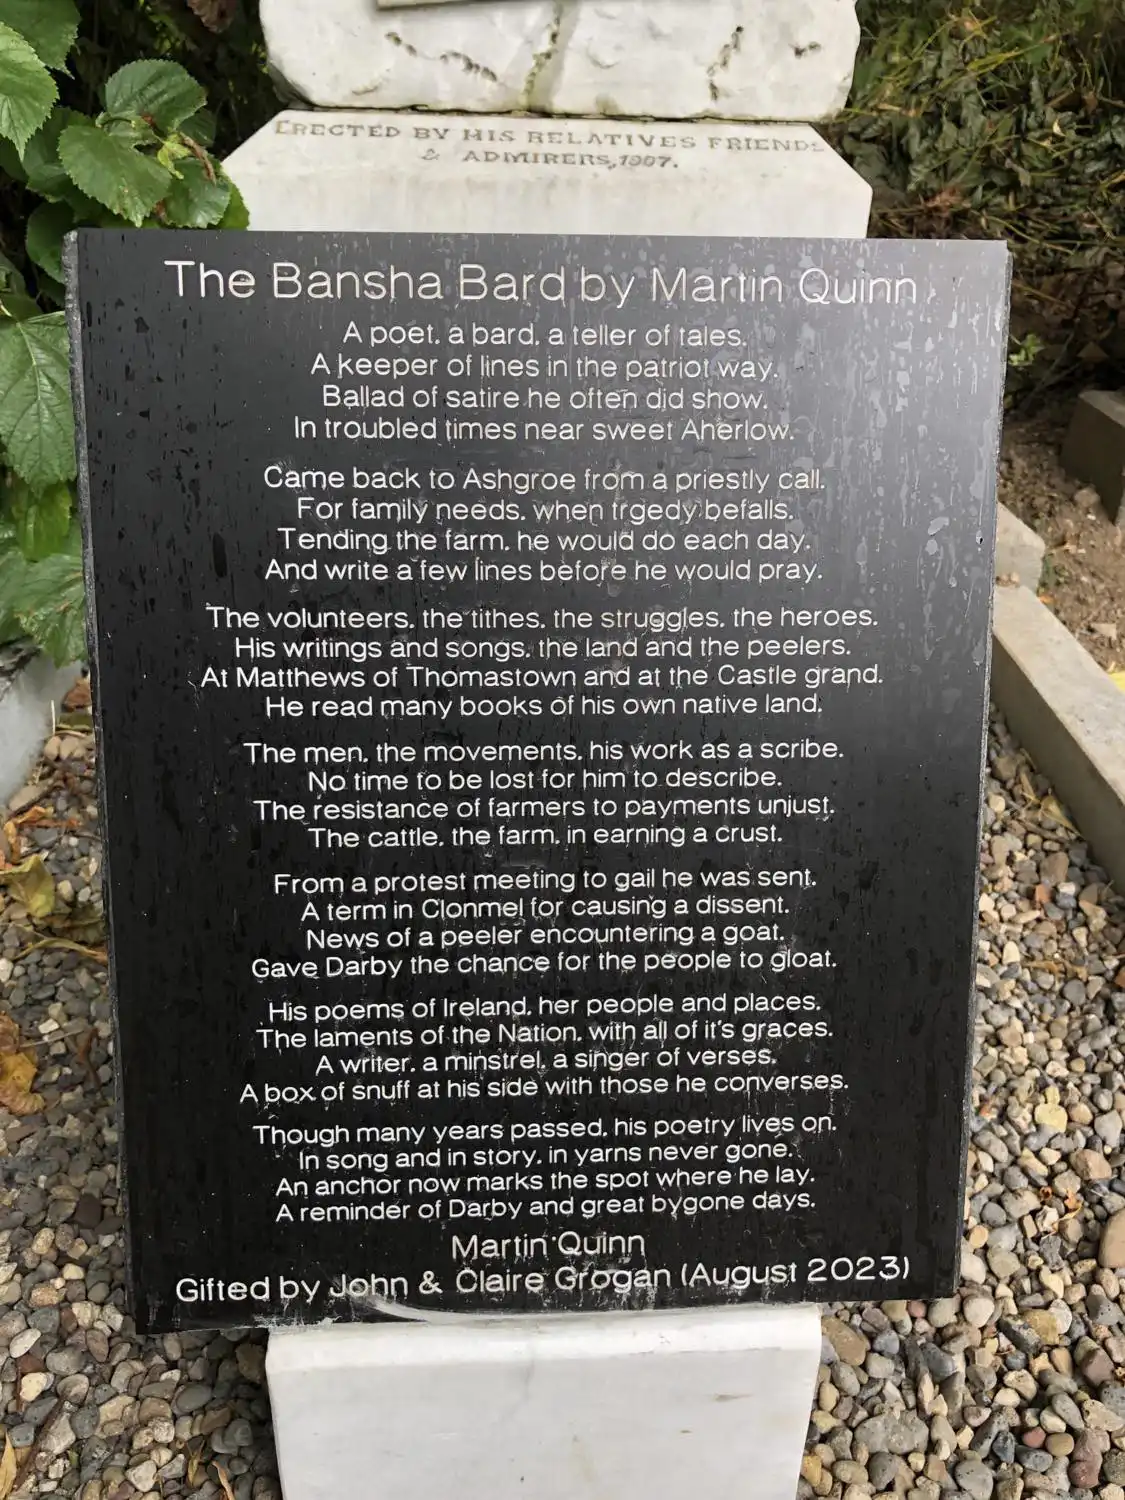 ERECTED BY HIS RELATIVES FRIENDS
& ADMIRERS, 1907.
The Bansha Bard by Martin Quinn
A poet. a bard. a teller of tales.
A keeper of lines in the patriot way.
Ballad of satire he often did show.
In troubled times near sweet Aherlow.
Came back to Ashgroe from a priestly call.
For family needs. when trgedy befalls.
Tending the farm. he would do each day.
And write a few lines before he would pray.
The volunteers. the tithes. the struggles. the heroes.
His writings and songs. the land and the peelers.
At Matthews of Thomastown and at the Castle grand.
He read many books of his own native land.
The men. the movements. his work as a scribe.
No time to be lost for him to describe.
The resistance of farmers to payments unjust.
The cattle. the farm. in earning a crust.
From a protest meeting to gail he was sent.
A term in Clonmel for causing a dissent.
News of a peeler encountering a goat.
Gave Darby the chance for the people to gloat.
His poems of Ireland. her people and places.
The laments of the Nation. with all of it's graces.
A writer. a minstrel. a singer of verses.
A box of snuff at his side with those he converses.
Though many years passed. his poetry lives on.
In song and in story. in yarns never gone.
An anchor now marks the spot where he lay.
A reminder of Darby and great bygone days.
Martin Quinn
Gifted by John & Claire Grogan (August 2023)